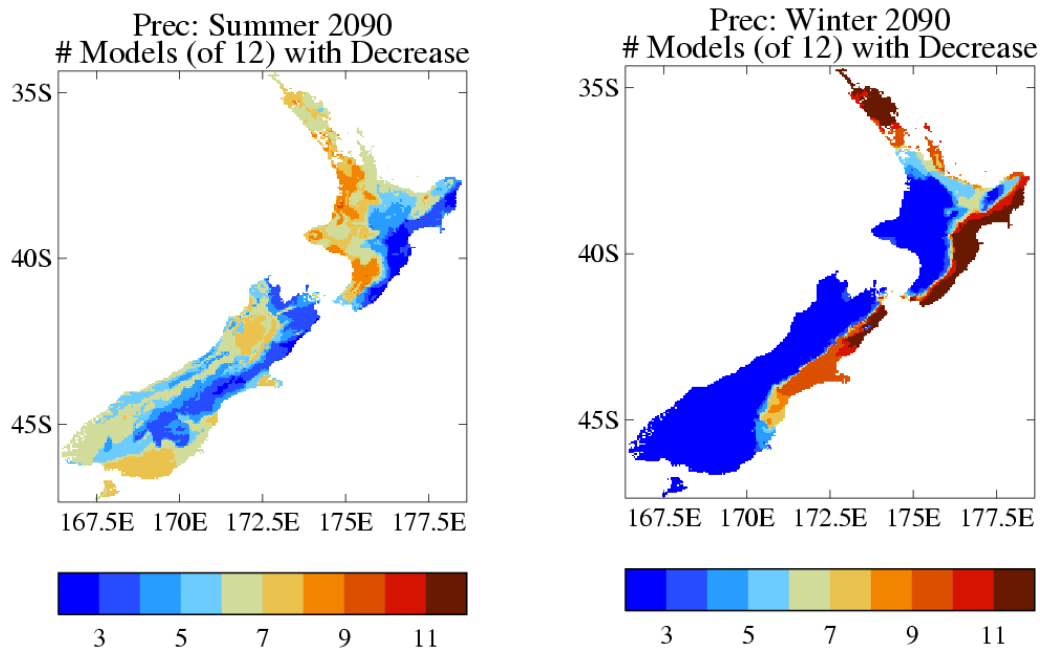 Prec: Summer 2090
# Models (of 12) with Decrease
35S
40S
45S
167.5E 170E 172.5E 175E 177.5E
3 5 7 9 11
Prec: Winter 2090
# Models (of 12) with Decrease
35S
40S
45S
167.5E 170E 172.5E 175E 177.5E
3 5 7 9 11